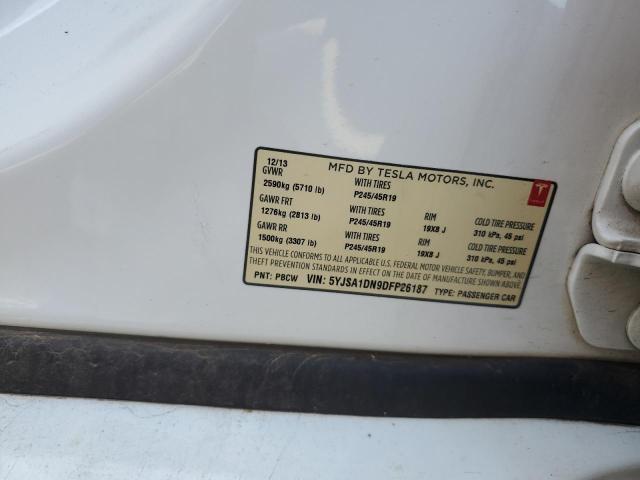 12/13 MFD BY TESLA MOTORS, INC.
GVWR WITH TIRES
2590kg (5710 lb) P245/45R19
GAWR FRT WITH TIRES RIM COLD TIRE PRESSURE
1276kg (2813 lb) P245/45R19 19X8 J 310 kPa, 45 psi
GAWR RR WITH TIRES RIM COLD TIRE PRESSURE
1500kg (3307 lb) P245/45R19 19X8 J 310 kPa, 45 psi
THIS VEHICLE CONFORMS TO ALL APPLICABLE U.S. FEDERAL MOTOR VEHICLE SAFETY, BUMPER, AND
THEFT PREVENTION STANDARDS IN EFFECT ON THE DATE OF MANUFACTURE SHOWN ABOVE.
PNT: PBCW VIN: 5YJSA1DN9DFP26187 TYPE: PASSENGER CAR